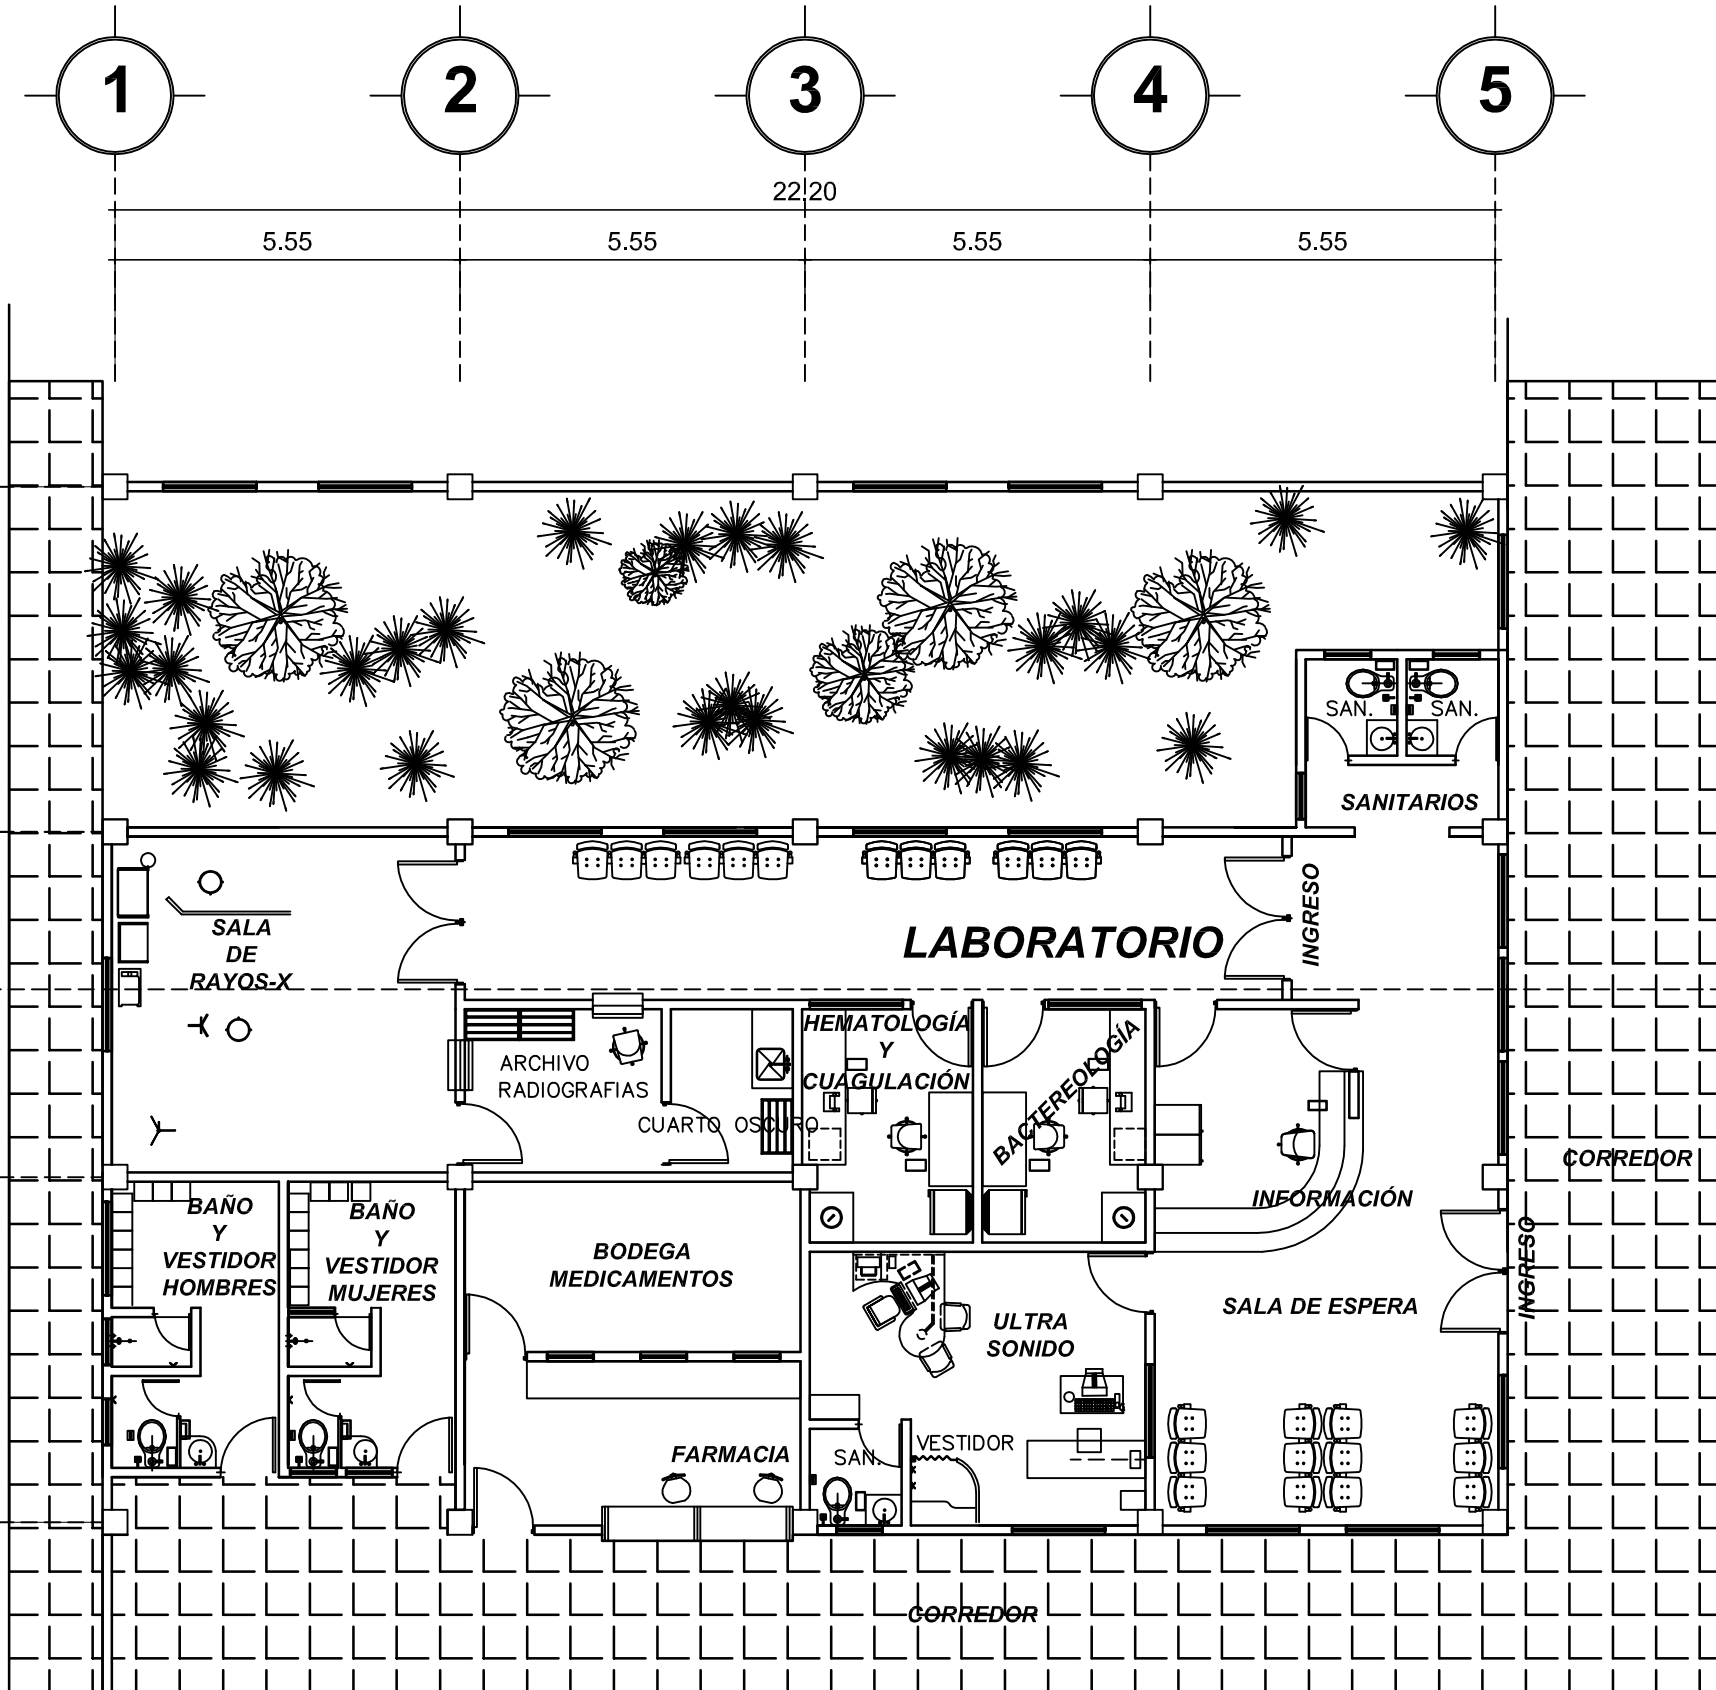 1 2 3 4 5
22.20
5.55 5.55 5.55 5.55
SAN. SAN.
SANITARIOS
INGRESO
LABORATORIO
SALA
DE
RAYOS-X
HEMATOLOGÍA
Y
CUAGULACIÓN
BACTEREOLOGÍA
ARCHIVO
RADIOGRAFIAS
CUARTO OSCURO
CORREDOR
INFORMACIÓN
BAÑO
Y
VESTIDOR
HOMBRES
BAÑO
Y
VESTIDOR
MUJERES
BODEGA
MEDICAMENTOS
INGRESO
SALA DE ESPERA
ULTRA
SONIDO
FARMACIA
SAN.
VESTIDOR
CORREDOR